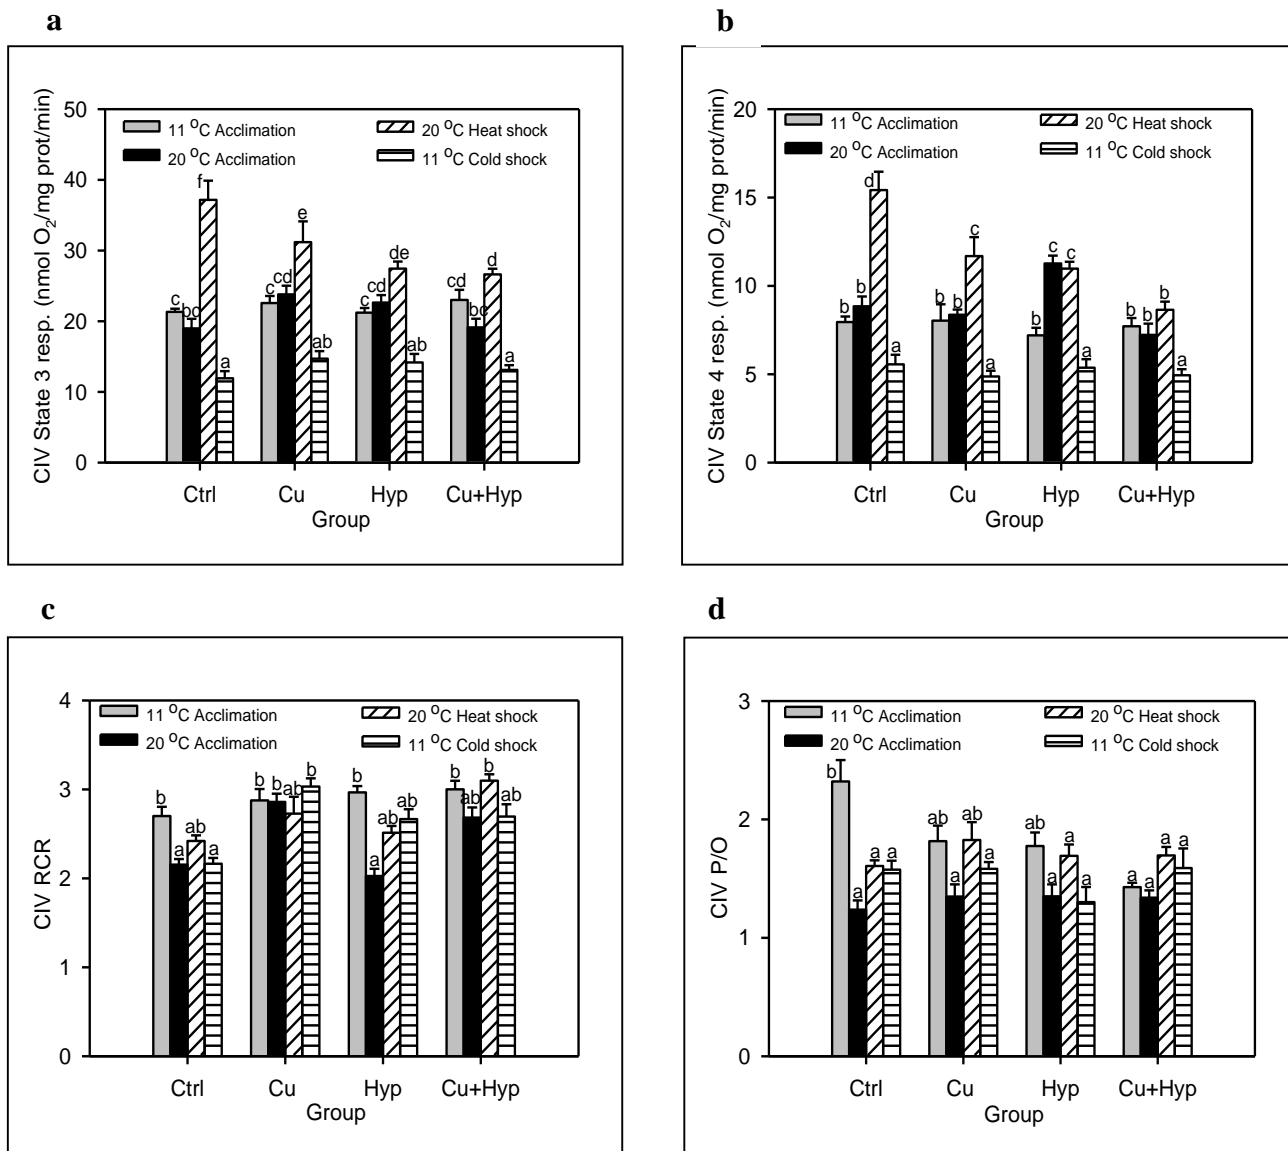 a
CIV State 3 resp. (nmol O2/mg prot/min)
50
40
30
20
10
0
11 °C Acclimation
20 °C Acclimation
20 °C Heat shock
11 °C Cold shock
c bc f a
c cd e ab
c cd de ab
cd bc d a
Ctrl Cu Hyp Cu+Hyp
Group
b
CIV State 4 resp. (nmol O2/mg prot/min)
20
15
10
5
0
11 °C Acclimation
20 °C Acclimation
20 °C Heat shock
11 °C Cold shock
b b d a
b b c a
b c c a
b b b a
Ctrl Cu Hyp Cu+Hyp
Group
c
CIV RCR
4
3
2
1
0
11 °C Acclimation
20 °C Acclimation
20 °C Heat shock
11 °C Cold shock
b a ab a
b b ab b
b a ab ab
b ab b ab
Ctrl Cu Hyp Cu+Hyp
Group
d
CIV P/O
3
2
1
0
11 °C Acclimation
20 °C Acclimation
20 °C Heat shock
11 °C Cold shock
b a a a
ab a ab a
ab a a a
a a a a
Ctrl Cu Hyp Cu+Hyp
Group